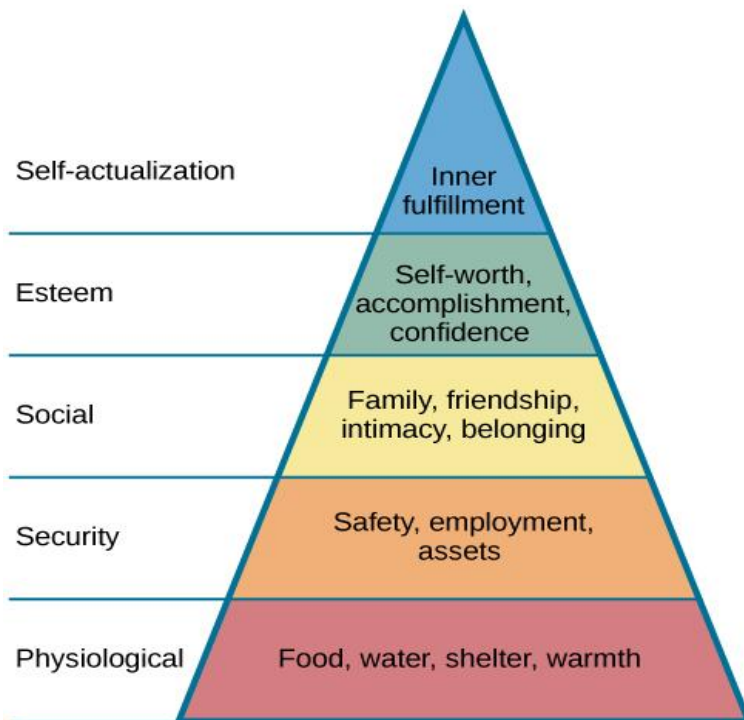 Self-actualization
Inner
fulfillment
Esteem
Self-worth,
accomplishment,
confidence
Social
Family, friendship,
intimacy, belonging
Security
Safety, employment,
assets
Physiological
Food, water, shelter, warmth